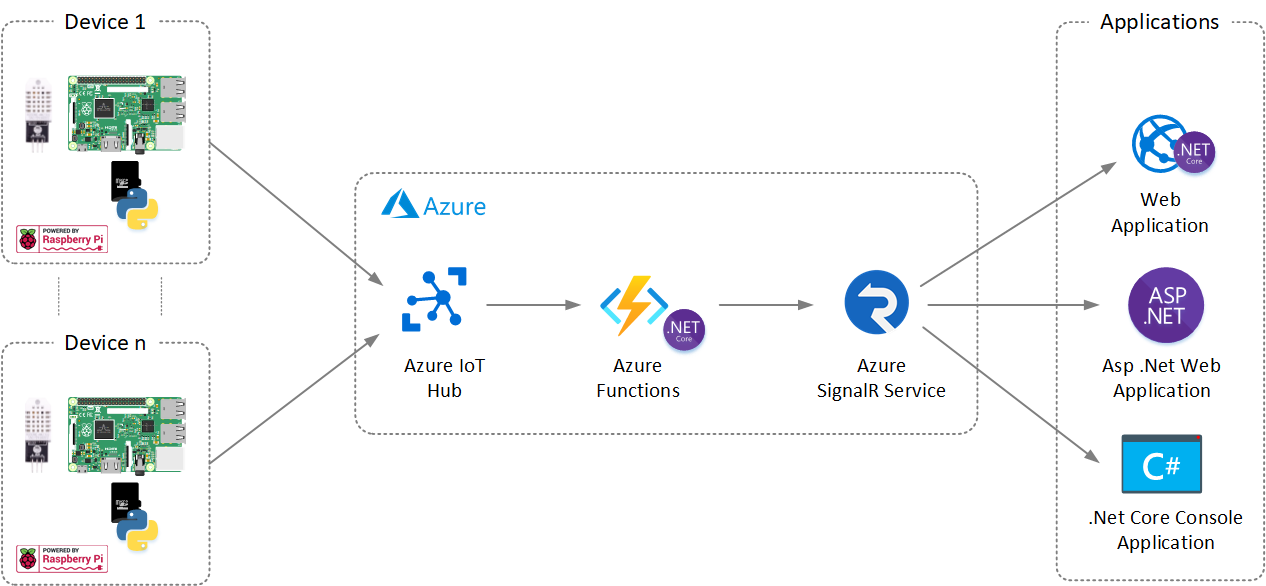 Device 1
POWERED BY
Raspberry Pi
Device n
POWERED BY
Raspberry Pi
Azure
Azure IoT
Hub
.NET
Core
Azure
Functions
Azure
SignalR Service
Applications
.NET
Core
Web
Application
ASP
.NET
Asp .Net Web
Application
C#
.Net Core Console
Application